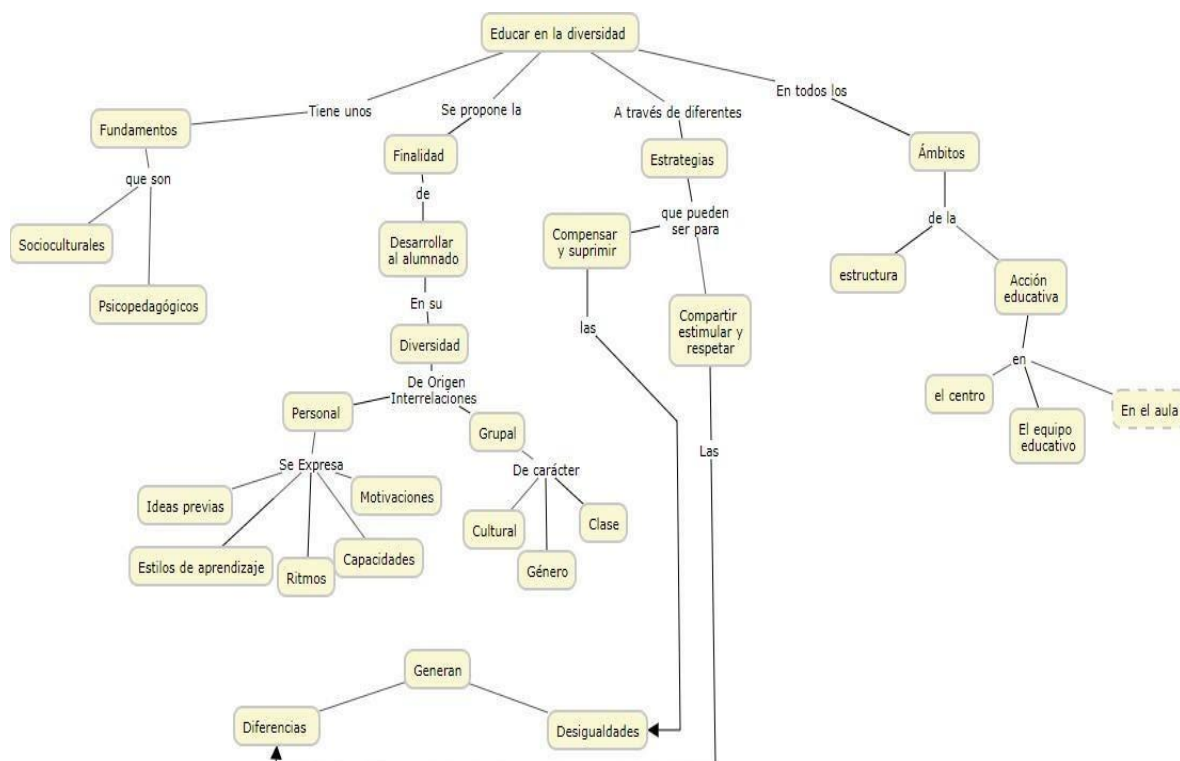 Educar en la diversidad
Tiene unos
Se propone la
A través de diferentes
En todos los
Fundamentos
que son
Socioculturales
Psicopedagógicos
Finalidad
de
Desarrollar
al alumnado
En su
Diversidad
De Origen
Interrelaciones
Personal
Se Expresa
Ideas previas
Estilos de aprendizaje
Ritmos
Capacidades
Motivaciones
Grupal
De carácter
Cultural
Género
Clase
Estrategias
que pueden
ser para
Compensar
y suprimir
las
Compartir
estimular y
respetar
Las
Ámbitos
de la
estructura
Acción
educativa
en
el centro
El equipo
educativo
En el aula
Generan
Diferencias
Desigualdades